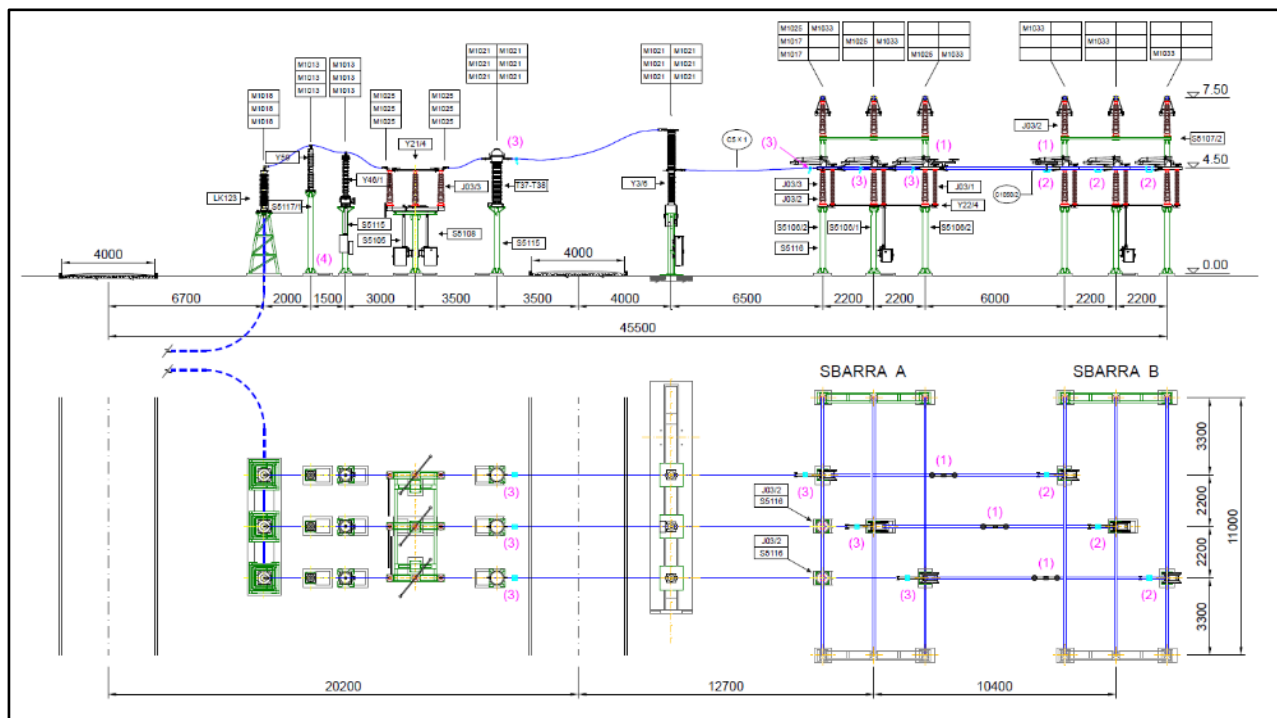 M1025 M1033
M1017
M1017
M1025 M1033
M1025 M1033
M1033
M1033
M1033
M1021 M1021
M1021 M1021
M1021 M1021
M1021 M1021
M1021 M1021
M1021 M1021
M1013 M1013
M1013 M1013
M1013 M1013
M1018
M1018
M1018
M1025 M1025
M1025 M1025
M1025 M1025
7.50
J03/2
S5107/2
(3)
C5X1
(3)
(1)
(1)
Y21/4
4.50
Y46/1
J03/3
T37-T38
Y3/6
J03/3
J03/2
(3)
(3)
J03/1
(2)
(2)
(2)
LK123
S5117/1
Y22/4
S5115
S5105
S5108
S5115
S5106/2
S5106/1
S5106/2
S5116
4000
(4)
4000
0.00
6700
2000
1500
3000
3500
3500
4000
6500
2200
2200
6000
2200
2200
45500
SBARRA A
SBARRA B
3300
(1)
(3)
(3)
(2)
J03/2
S5116
2200
(1)
(3)
(3)
(2)
11000
J03/2
S5116
2200
(1)
(3)
(3)
(2)
3300
20200
12700
10400